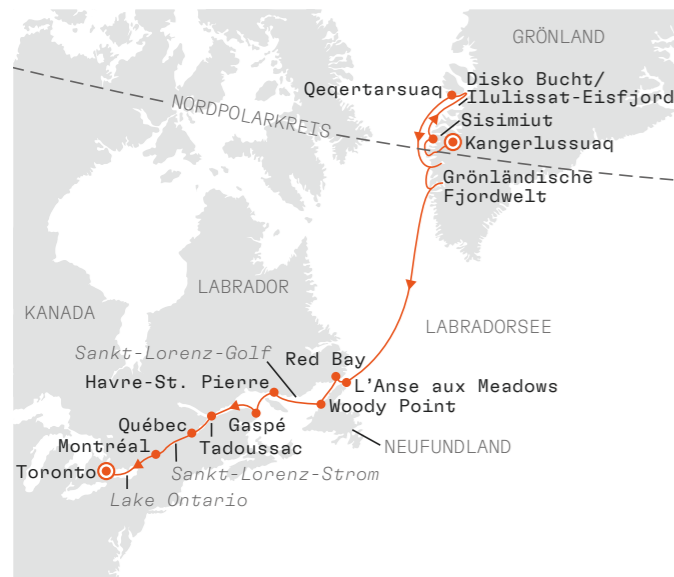 GRÖNLAND
Disko Bucht/
Qeqertarsuaq
Ilulissat-Eisfjord
NORDPOLARKREIS
Sisimiut
Kangerlussuaq
Grönländische
Fjordwelt
LABRADOR
KANADA
LABRADORSEE
Sankt-Lorenz-Golf
Red Bay
Havre-St. Pierre
L'Anse aux Meadows
Woody Point
Québec
Gaspé
Montréal
Tadoussac
NEUFUNDLAND
Toronto
Sankt-Lorenz-Strom
Lake Ontario